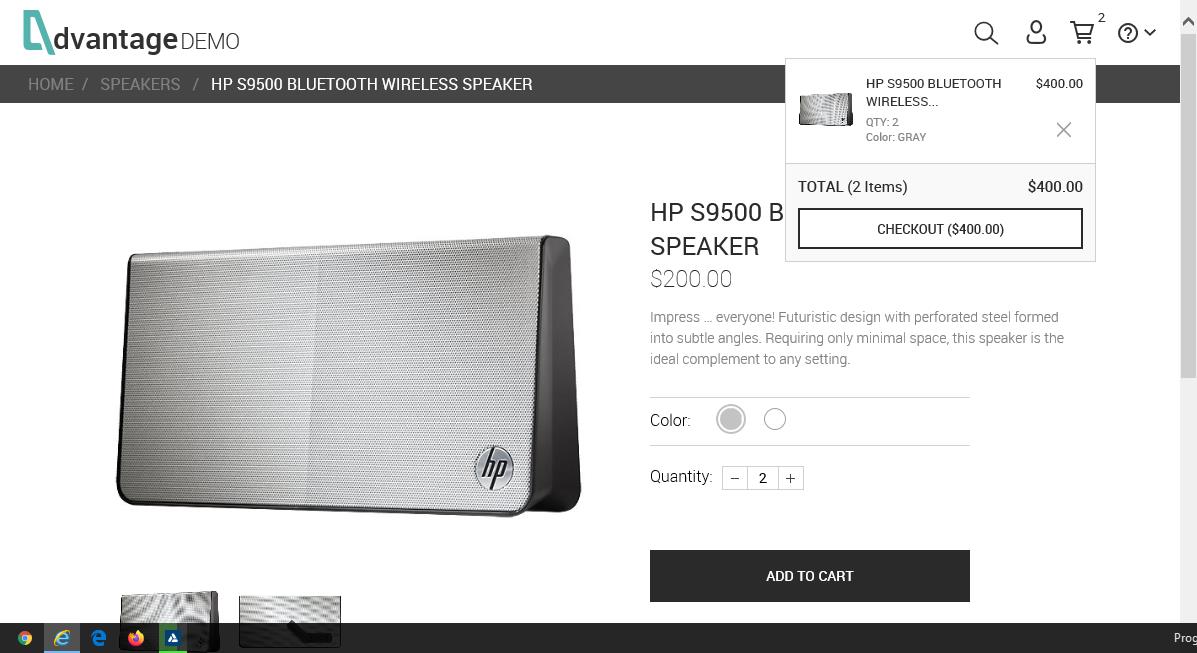 dvantage DEMO
2
HOME / SPEAKERS / HP S9500 BLUETOOTH WIRELESS SPEAKER
HP S9500 BLUETOOTH $400.00
WIRELESS...
QTY: 2
Color: GRAY
TOTAL (2 Items) $400.00
CHECKOUT ($400.00)
HP S9500 B
SPEAKER
$200.00
Impress ... everyone! Futuristic design with perforated steel formed
into subtle angles. Requiring only minimal space, this speaker is the
ideal complement to any setting.
Color:
Quantity: − 2 +
hp
ADD TO CART
Prog